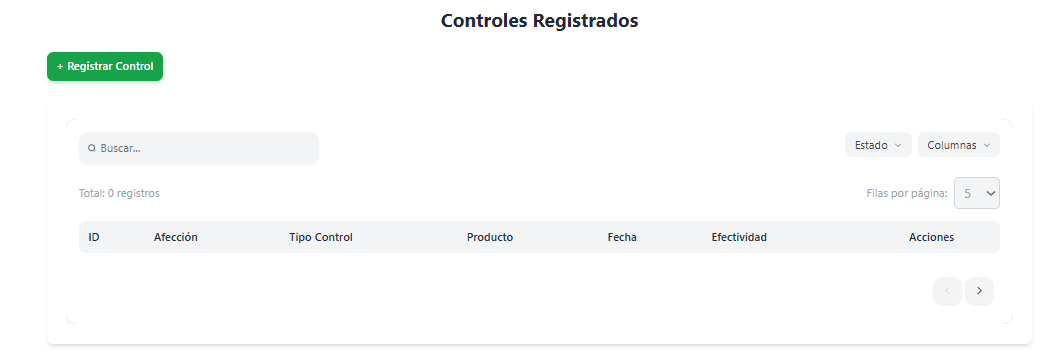 Controles Registrados
+ Registrar Control
Buscar...
Estado
Columnas
Total: 0 registros
Filas por página: 5
ID Afección Tipo Control Producto Fecha Efectividad Acciones